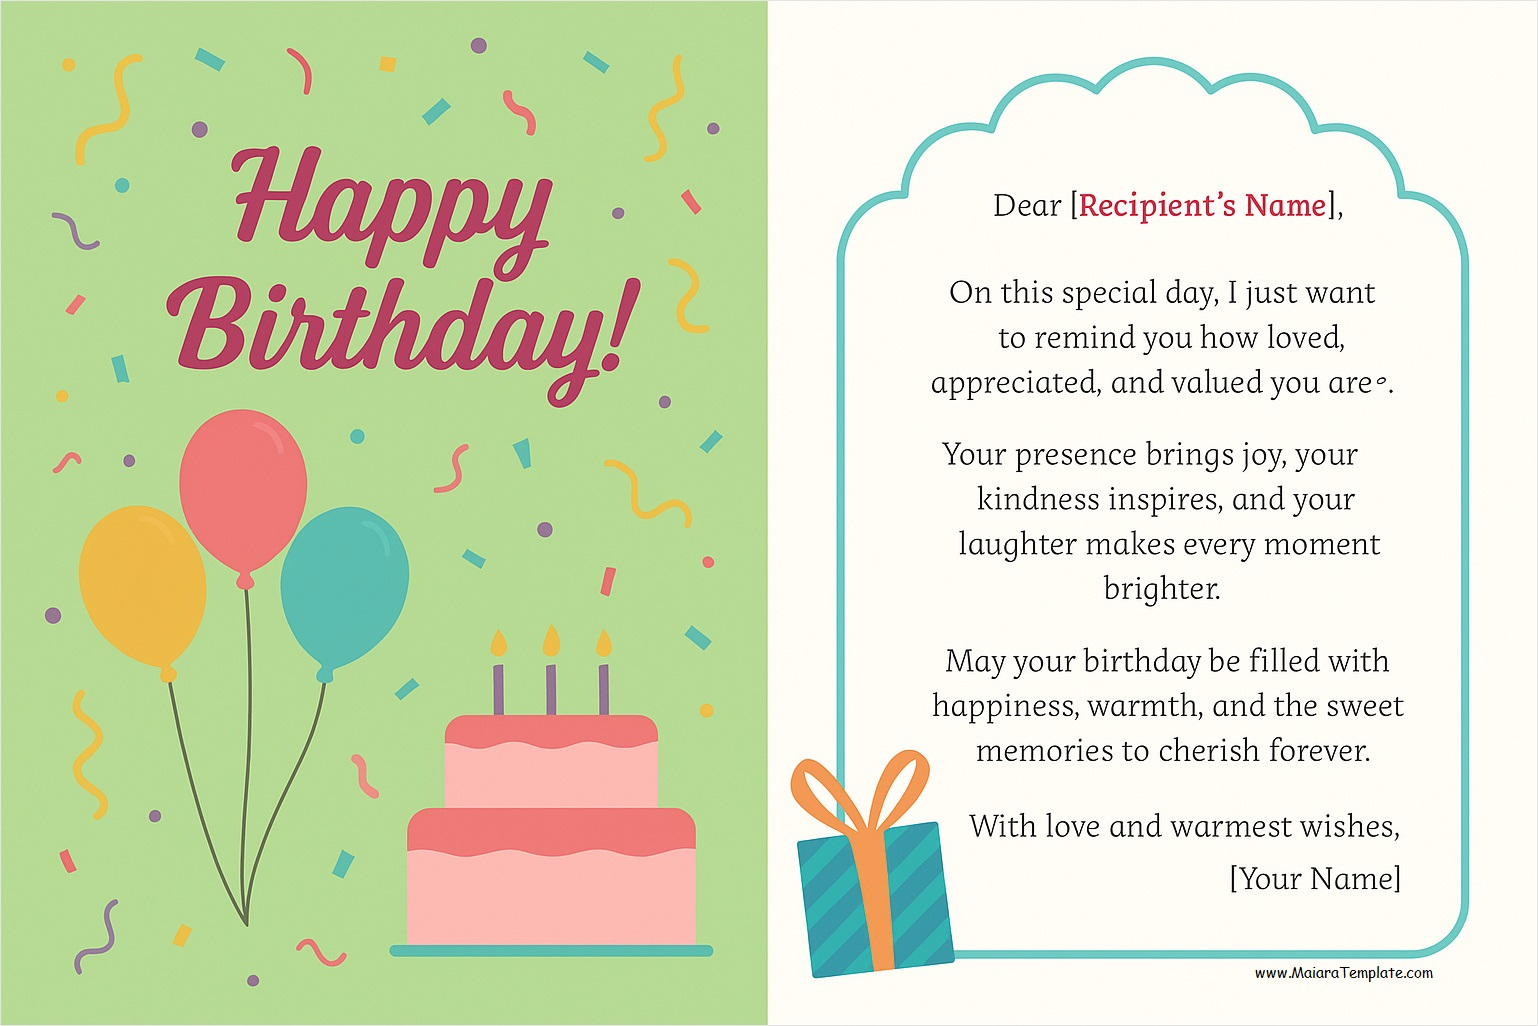 Happy
Birthday!
Dear [Recipient’s Name],
On this special day, I just want
to remind you how loved,
appreciated, and valued you are°.
Your presence brings joy, your
kindness inspires, and your
laughter makes every moment
brighter.
May your birthday be filled with
happiness, warmth, and the sweet
memories to cherish forever.
With love and warmest wishes,
[Your Name]
www.MaiaraTemplate.com